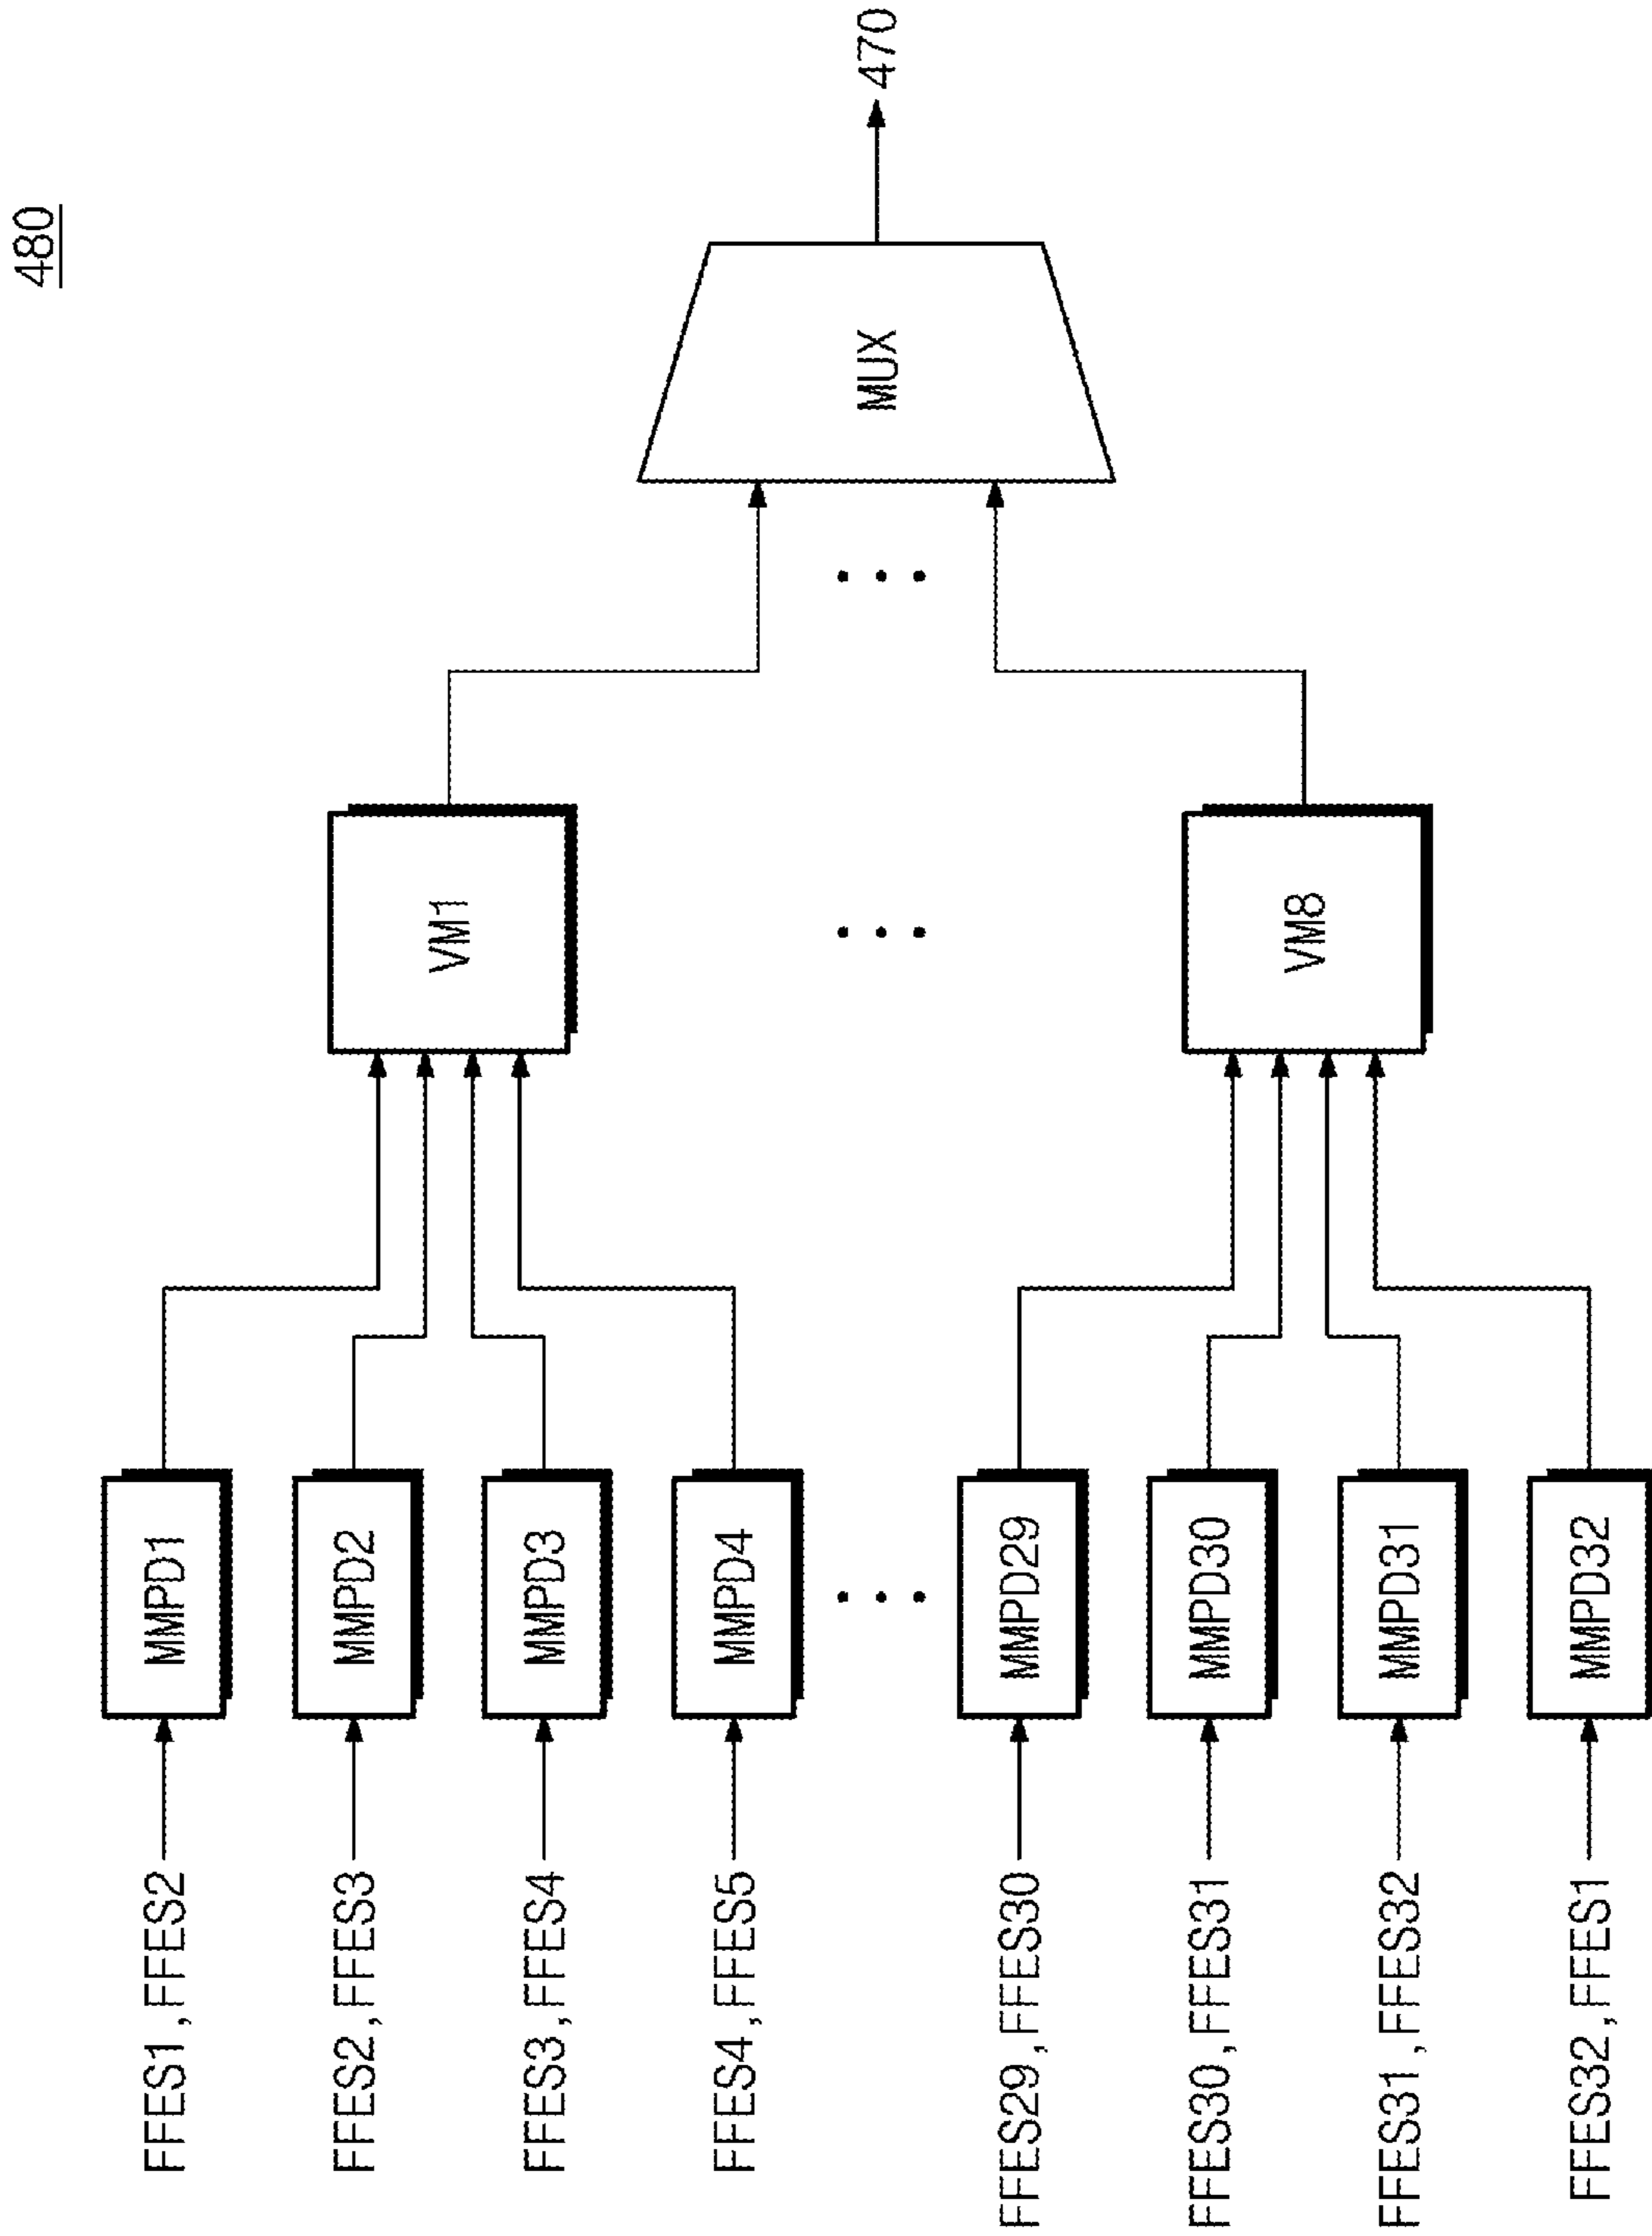 480
FFES1,FFES2
MMPD1
FFES2,FFES3
MMPD2
FFES3,FFES4
MMPD3
FFES4,FFES5
MMPD4
VM1
FFES29,FFES30
MMPD29
FFES30,FFES31
MMPD30
FFES31,FFES32
MMPD31
FFES32,FFES1
MMPD32
VM8
MUX
470